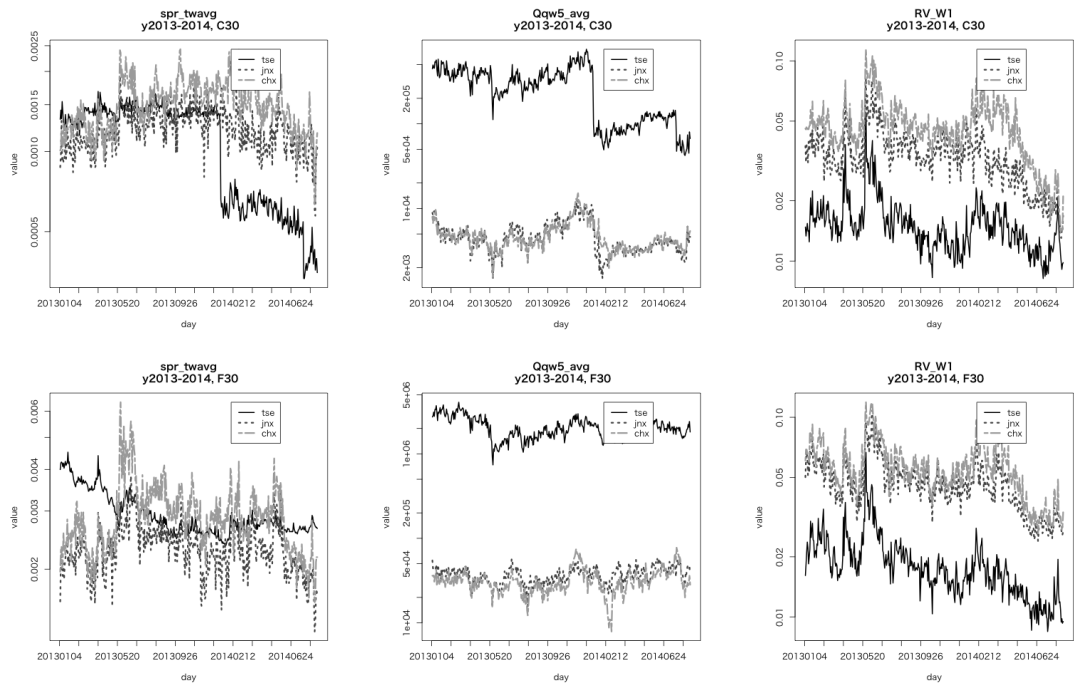 spr_twavg
y2013-2014, C30
tse
jnx
chx
value
0.0005
0.0010
0.0015
0.0025
20130104
20130520
20130926
20140212
20140624
day
Qqw5_avg
y2013-2014, C30
tse
jnx
chx
value
2e+03
1e+04
5e+04
2e+05
20130104
20130520
20130926
20140212
20140624
day
RV_W1
y2013-2014, C30
tse
jnx
chx
value
0.01
0.02
0.05
0.10
20130104
20130520
20130926
20140212
20140624
day
spr_twavg
y2013-2014, F30
tse
jnx
chx
value
0.002
0.003
0.004
0.006
20130104
20130520
20130926
20140212
20140624
day
Qqw5_avg
y2013-2014, F30
tse
jnx
chx
value
1e+04
5e+04
2e+05
1e+06
5e+06
20130104
20130520
20130926
20140212
20140624
day
RV_W1
y2013-2014, F30
tse
jnx
chx
value
0.01
0.02
0.05
0.10
20130104
20130520
20130926
20140212
20140624
day